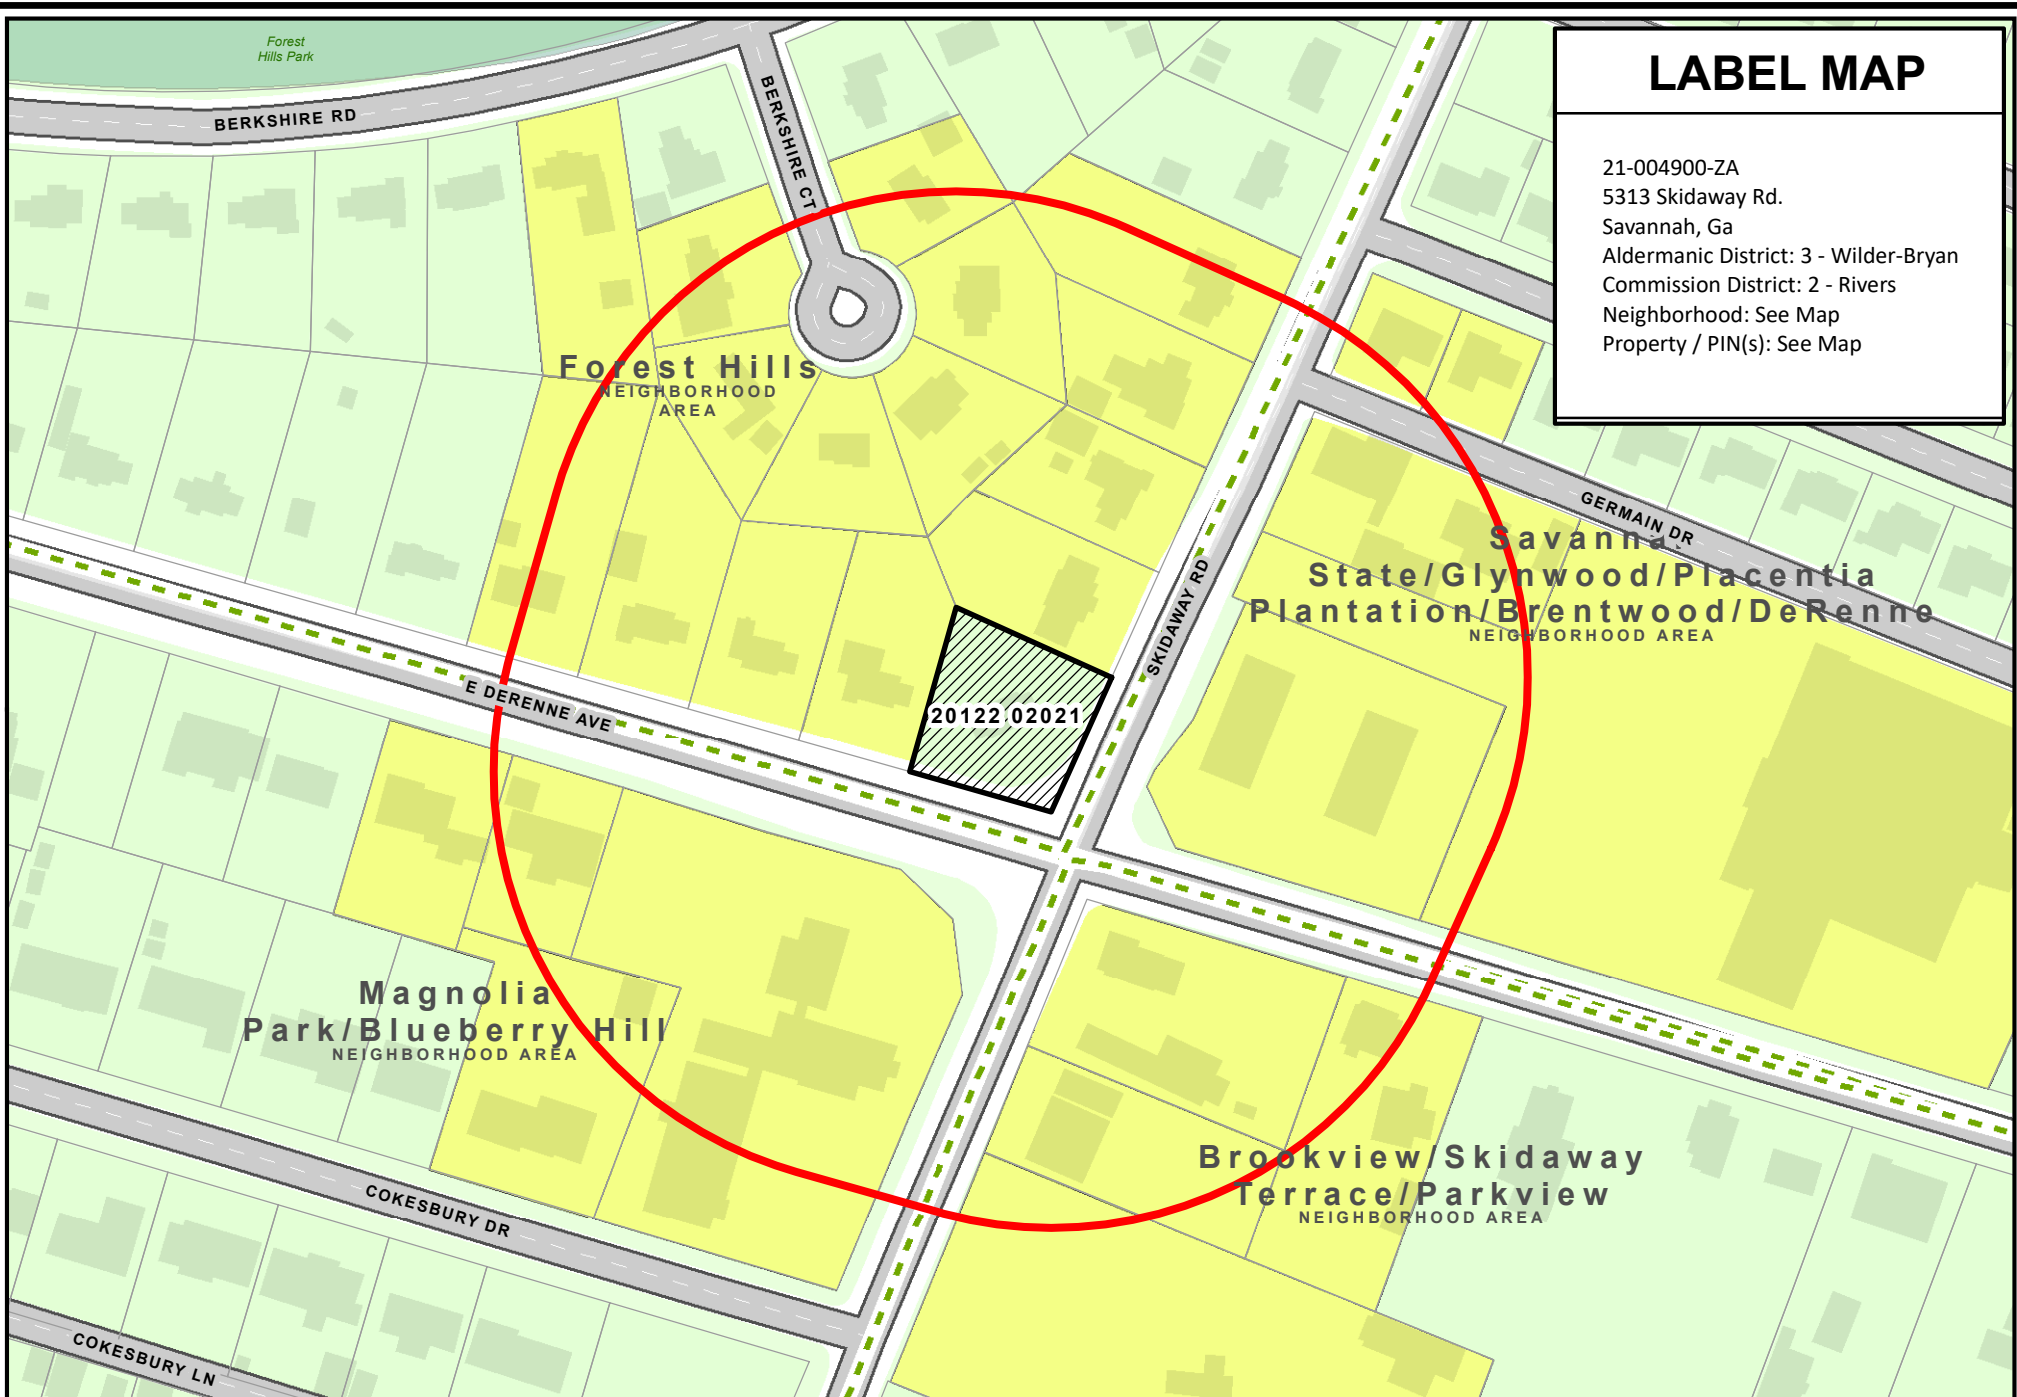 Forest
Hills Park
LABEL MAP
21-004900-ZA
5313 Skidaway Rd.
Savannah, Ga
Aldermanic District: 3 - Wilder-Bryan
Commission District: 2 - Rivers
Neighborhood: See Map
Property / PIN(s): See Map
BERKSHIRE RD
BERKSHIRE CT
Forest Hills
NEIGHBORHOOD
AREA
GERMAIN DR
State/Glynwood/Placentia
Plantation/Brentwood/DeRenne
NEIGHBORHOOD AREA
SKIDAWAY RD
E DERENNE AVE
20122 02021
Magnolia
Park/Blueberry Hill
NEIGHBORHOOD AREA
Brookview/Skidaway
Terrace/Parkview
NEIGHBORHOOD AREA
COKESBURY DR
COKESBURY LN